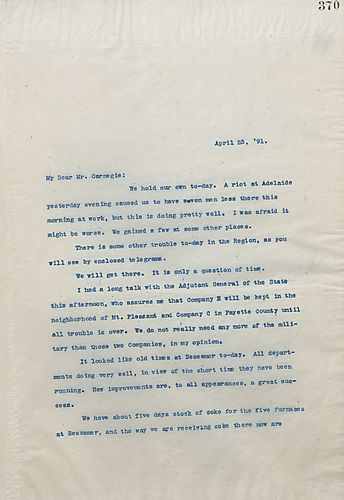 370
April 23, '91.
My Dear Mr. Carnegie:
We hold our own to-day. A riot at Adelaide
yesterday evening caused us to have seven men less there this
morning at work, but this is doing pretty well. I was afraid it
might be worse. We gained a few at some other places.
There is some other trouble to-day in the Region, as you
will see by enclosed telegrams.
We will get there. It is only a question of time.
I had a long talk with the Adjutant General of the State
this afternoon, who assures me that Company E will be kept in the
neighborhood of Mt. Pleasant and Company C in Fayette County until
all trouble is over. We do not really need any more of the mili-
tary than those two Companies, in my opinion.
It looked like old times at Bessemer to-day. All depart-
ments doing very well, in view of the short time they have been
running. New improvements are, to all appearances, a great suc-
cess.
We have about five days stock of coke for the five furnaces
at Bessemer, and the way we are receiving coke there now are